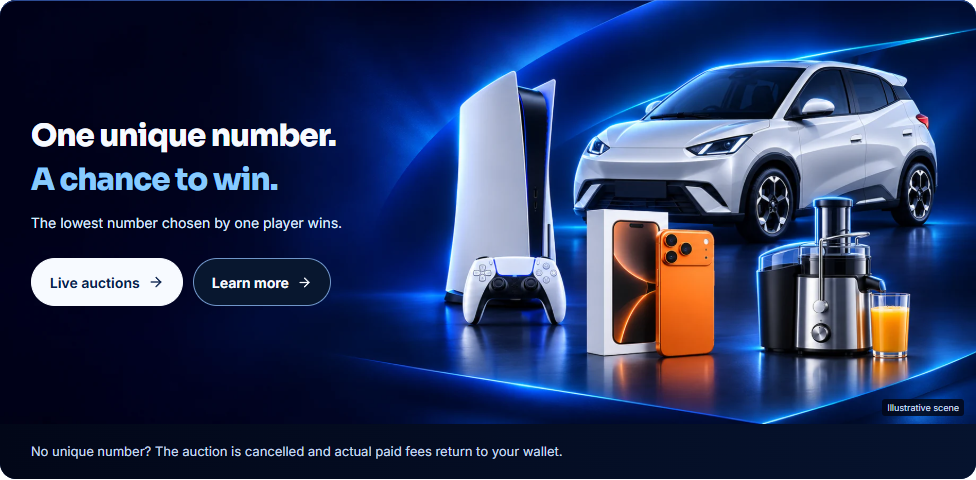 One unique number.
A chance to win.
The lowest number chosen by one player wins.
Live auctions →
Learn more →
Illustrative scene
No unique number? The auction is cancelled and actual paid fees return to your wallet.